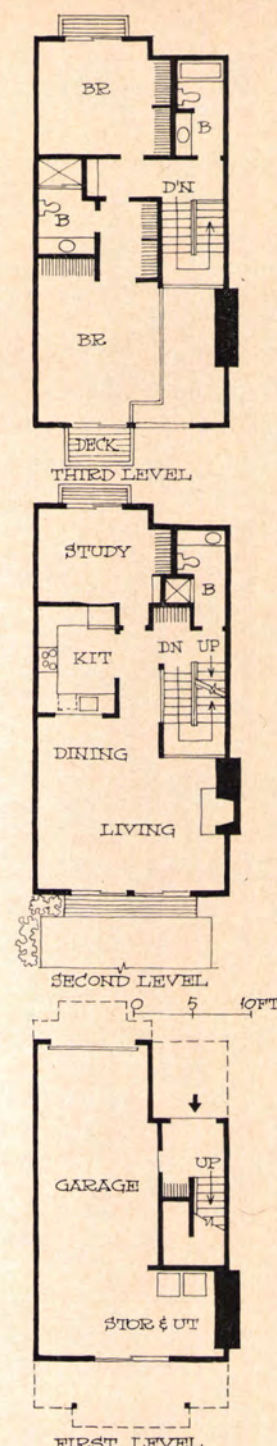 BR
B
D'N
B
BR
DECK
THIRD LEVEL
STUDY
B
KIT
DN UP
DINING
LIVING
SECOND LEVEL
0 5 10FT
GARAGE
UP
STOR & UT
FIRST LEVEL